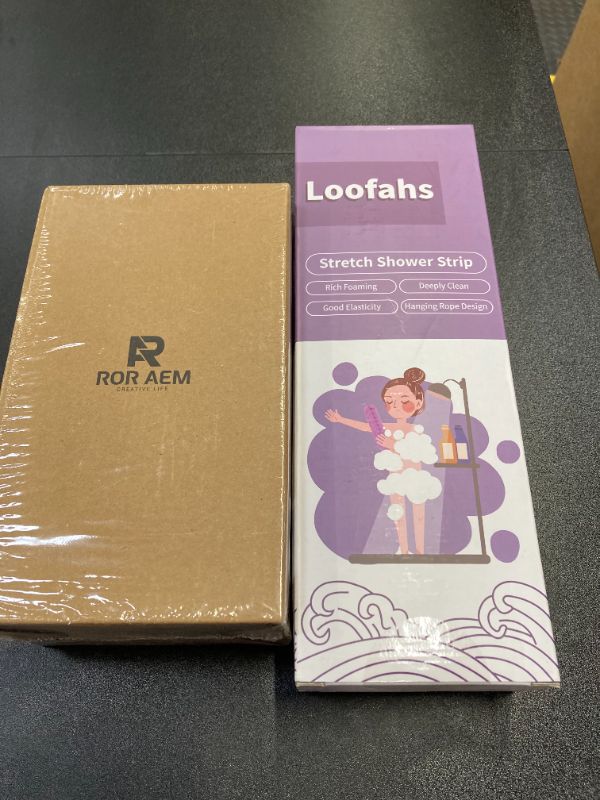 ROR AEM
CREATIVE LIFE
Loofahs
Stretch Shower Strip
Rich Foaming
Deeply Clean
Good Elasticity
Hanging Rope Design